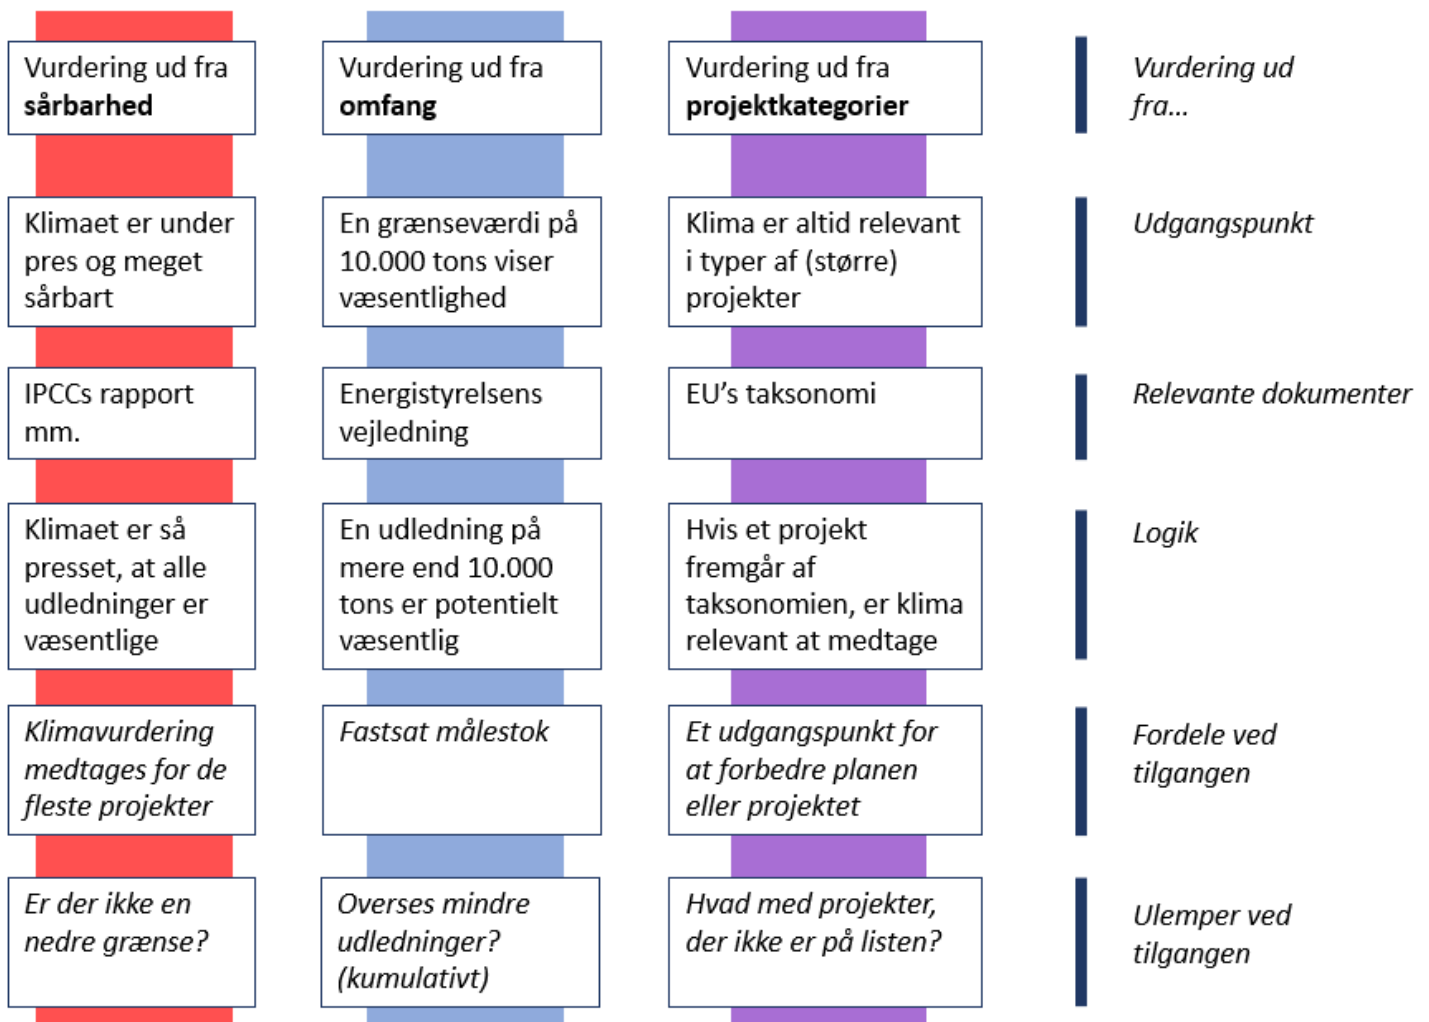 Vurdering ud fra
sårbarhed
Vurdering ud fra
omfang
Vurdering ud fra
projektkategorier
Vurdering ud
fra...
Klimaet er under
pres og meget
sårbart
En grænseværdi på
10.000 tons viser
væsentlighed
Klima er altid relevant
i typer af (større)
projekter
Udgangspunkt
IPCCs rapport
mm.
Energistyrelsens
vejledning
EU's taksonomi
Relevante dokumenter
Klimaet er så
presset, at alle
udledninger er
væsentlige
En udledning på
mere end 10.000
tons er potentielt
væsentlig
Hvis et projekt
fremgår af
taksonomien, er klima
relevant at medtage
Logik
Klimavurdering
medtages for de
fleste projekter
Fastsat målestok
Et udgangspunkt for
at forbedre planen
eller projektet
Fordele ved
tilgangen
Er der ikke en
nedre grænse?
Overses mindre
udledninger?
(kumulativt)
Hvad med projekter,
der ikke er på listen?
Ulemper ved
tilgangen